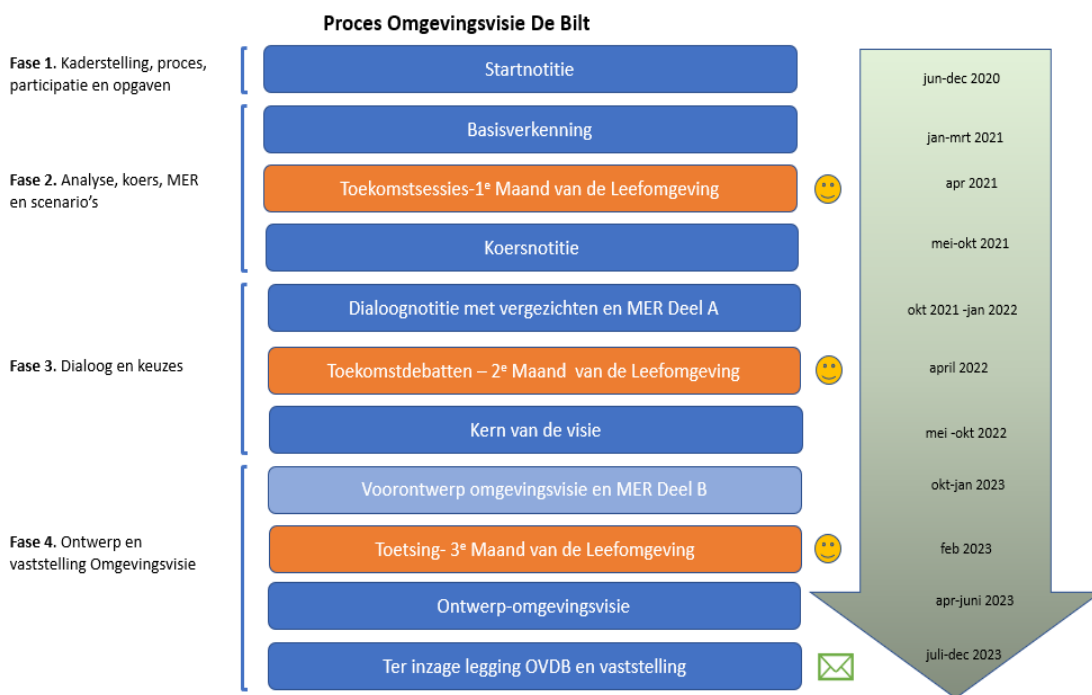 Proces Omgevingsvisie De Bilt
Fase 1. Kaderstelling, proces,
participatie en opgaven
Startnotitie
jun-dec 2020
Basisverkenning
jan-mrt 2021
Fase 2. Analyse, koers, MER
en scenario's
Toekomstsessies-1e Maand van de Leefomgeving
apr 2021
Koersnotitie
mei-okt 2021
Dialoognotitie met vergezichten en MER Deel A
okt 2021 -jan 2022
Fase 3. Dialoog en keuzes
Toekomstdebatten – 2e Maand  van de Leefomgeving
april 2022
Kern van de visie
mei -okt 2022
Voorontwerp omgevingsvisie en MER Deel B
okt-jan 2023
Fase 4. Ontwerp en
vaststelling Omgevingsvisie
Toetsing- 3e Maand van de Leefomgeving
feb 2023
Ontwerp-omgevingsvisie
apr-juni 2023
Ter inzage legging OVDB en vaststelling
juli-dec 2023